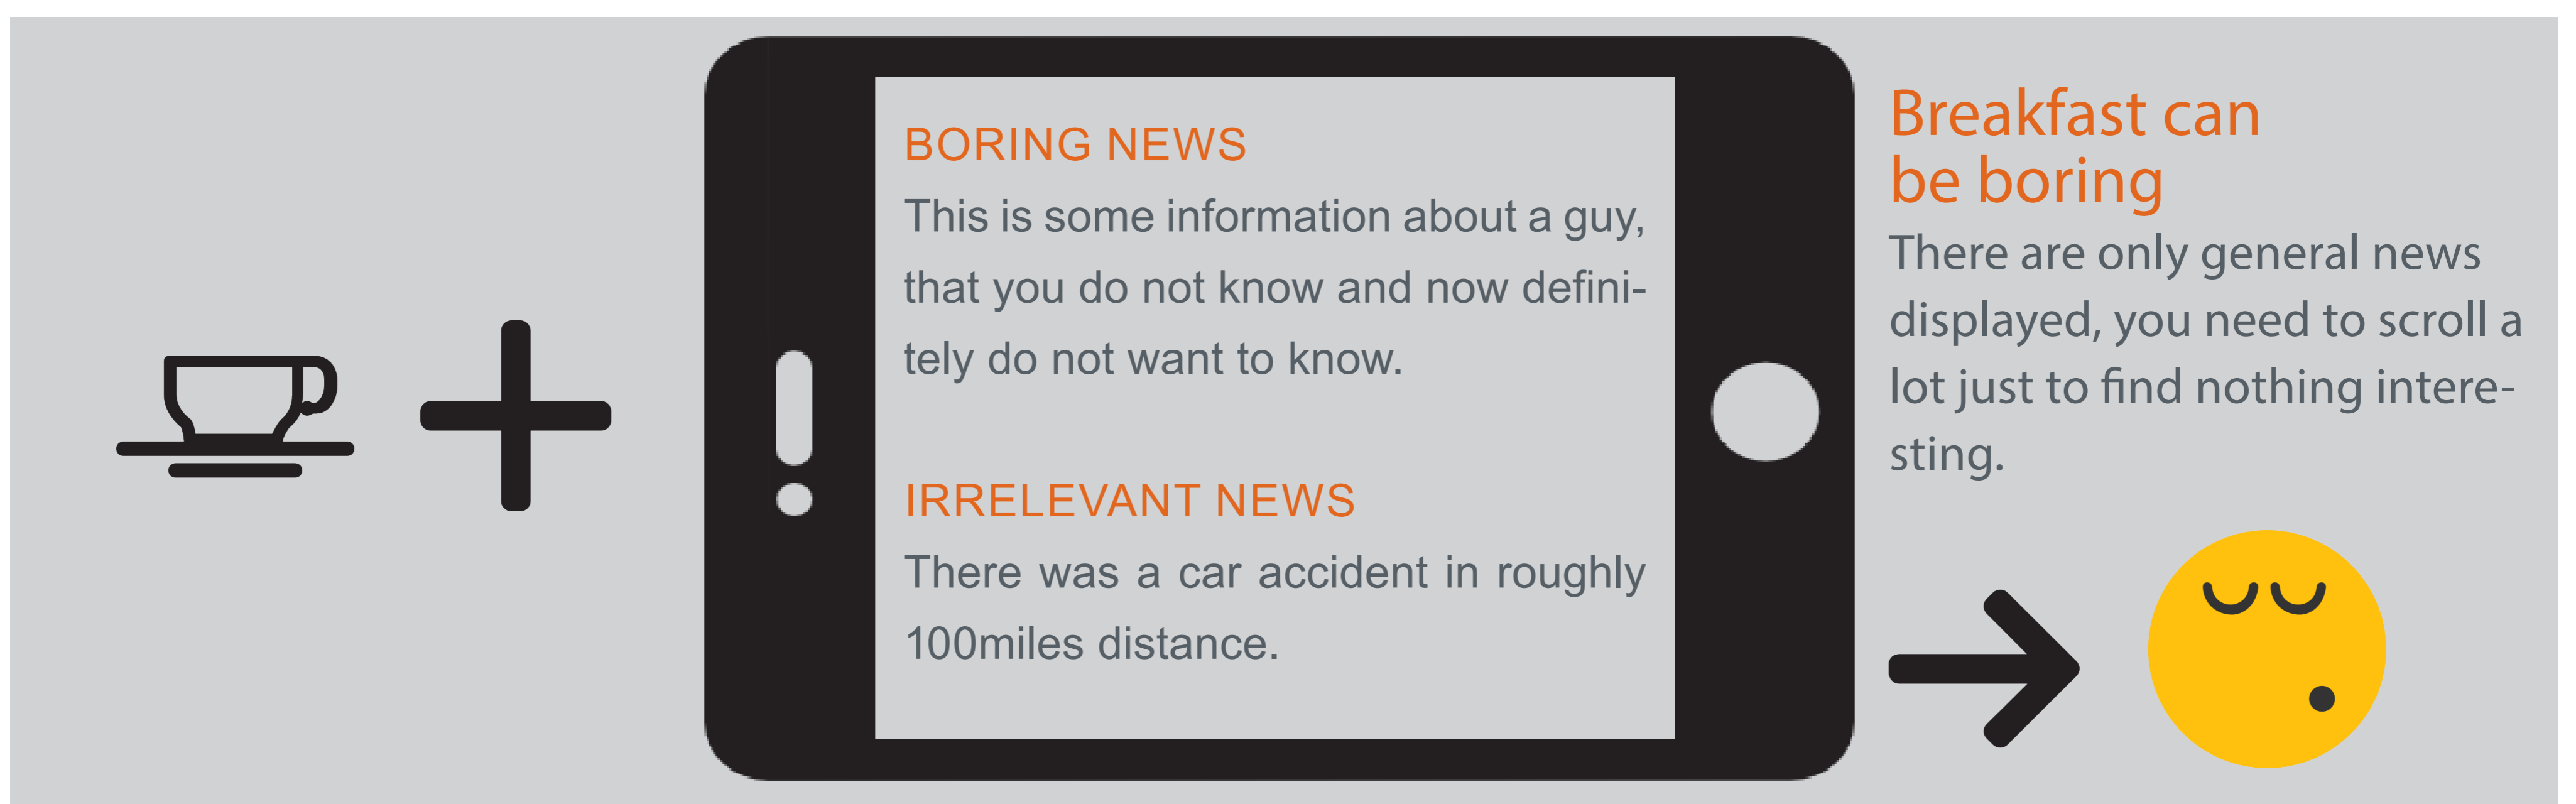 BORING NEWS
This is some information about a guy,
that you do not know and now defini-
tely do not want to know.
IRRELEVANT NEWS
There was a car accident in roughly
100miles distance.
Breakfast can
be boring
There are only general news
displayed, you need to scroll a
lot just to find nothing intere-
sting.